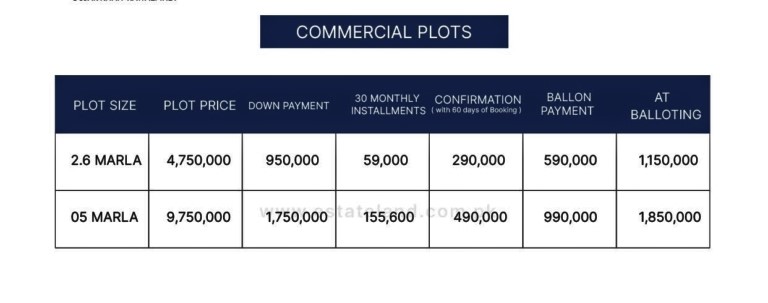 COMMERCIAL PLOTS
PLOT SIZE PLOT PRICE DOWN PAYMENT 30 MONTHLY INSTALLMENTS CONFIRMATION ( with 60 days of Booking ) BALLON PAYMENT AT BALLOTING
2.6 MARLA 4,750,000 950,000 59,000 290,000 590,000 1,150,000
05 MARLA 9,750,000 1,750,000 155,600 490,000 990,000 1,850,000
www.estateland.com.pk